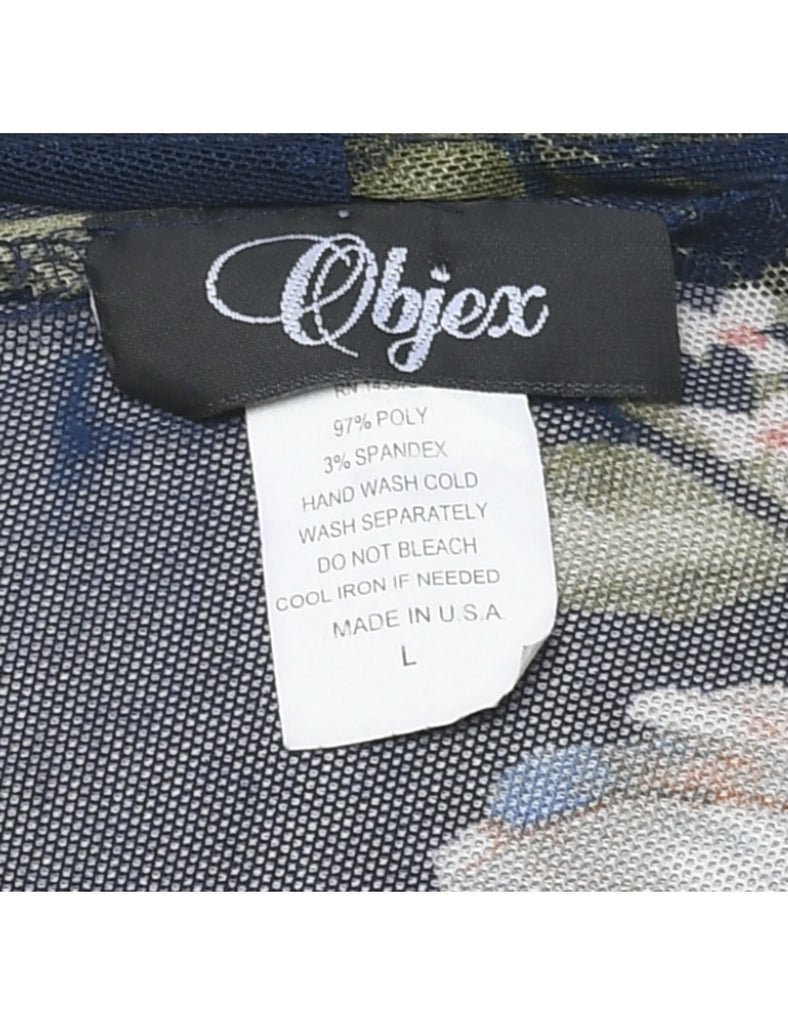 Objex
RN
97% POLY
3% SPANDEX
HAND WASH COLD
WASH SEPARATELY
DO NOT BLEACH
COOL IRON IF NEEDED
MADE IN U.S.A.
L